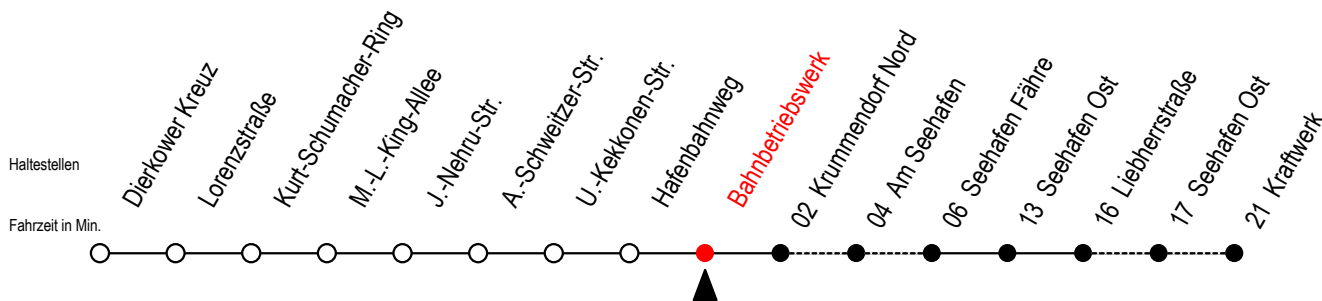 Haltestellen
Fahrzeit in Min.
Dierkower Kreuz
Lorenzstraße
Kurt-Schumacher-Ring
M.-L.-King-Allee
J.-Nehru-Str.
A.-Schweitzer-Str.
U.-Kekkonen-Str.
Hafenbahnweg
Bahnbetriebswerk
02 Krummendorf Nord
04 Am Seehafen
06 Seehafen Fähre
13 Seehafen Ost
16 Liebherrstraße
17 Seehafen Ost
21 Kraftwerk